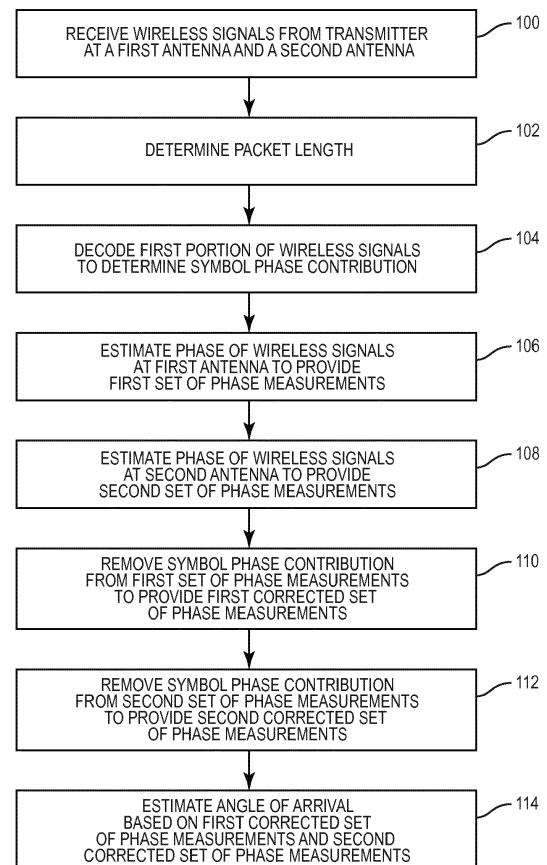 RECEIVE WIRELESS SIGNALS FROM TRANSMITTER
AT A FIRST ANTENNA AND A SECOND ANTENNA
100
DETERMINE PACKET LENGTH
102
DECODE FIRST PORTION OF WIRELESS SIGNALS
TO DETERMINE SYMBOL PHASE CONTRIBUTION
104
ESTIMATE PHASE OF WIRELESS SIGNALS
AT FIRST ANTENNA TO PROVIDE
FIRST SET OF PHASE MEASUREMENTS
106
ESTIMATE PHASE OF WIRELESS SIGNALS
AT SECOND ANTENNA TO PROVIDE
SECOND SET OF PHASE MEASUREMENTS
108
REMOVE SYMBOL PHASE CONTRIBUTION
FROM FIRST SET OF PHASE MEASUREMENTS
TO PROVIDE FIRST CORRECTED SET
OF PHASE MEASUREMENTS
110
REMOVE SYMBOL PHASE CONTRIBUTION
FROM SECOND SET OF PHASE MEASUREMENTS
TO PROVIDE SECOND CORRECTED SET
OF PHASE MEASUREMENTS
112
ESTIMATE ANGLE OF ARRIVAL
BASED ON FIRST CORRECTED SET
OF PHASE MEASUREMENTS AND SECOND
CORRECTED SET OF PHASE MEASUREMENTS
114